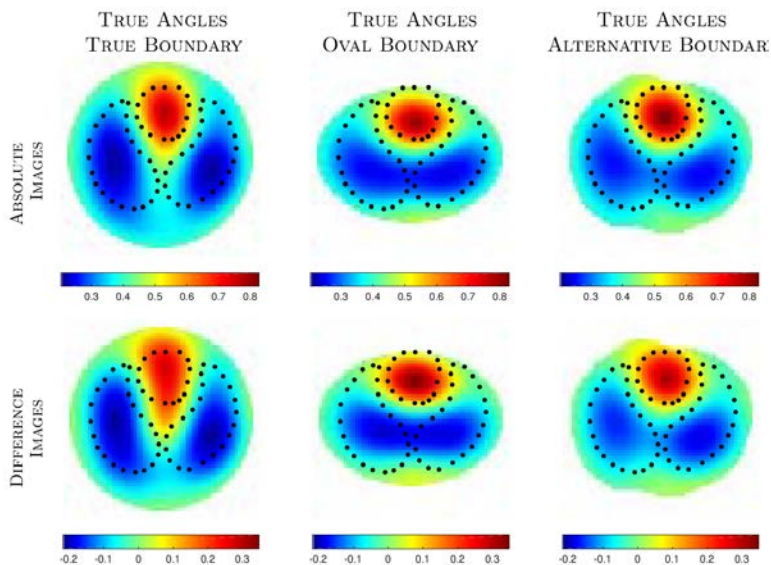 TRUE ANGLES
TRUE BOUNDARY
TRUE ANGLES
OVAL BOUNDARY
TRUE ANGLES
ALTERNATIVE BOUNDAR
ABSOLUTE
IMAGES
0.3 0.4 0.5 0.6 0.7 0.8
0.3 0.4 0.5 0.6 0.7 0.8
0.3 0.4 0.5 0.6 0.7 0.8
DIFFERENCE
IMAGES
-0.2 -0.1 0 0.1 0.2 0.3
-0.2 -0.1 0 0.1 0.2 0.3
-0.2 -0.1 0 0.1 0.2 0.3